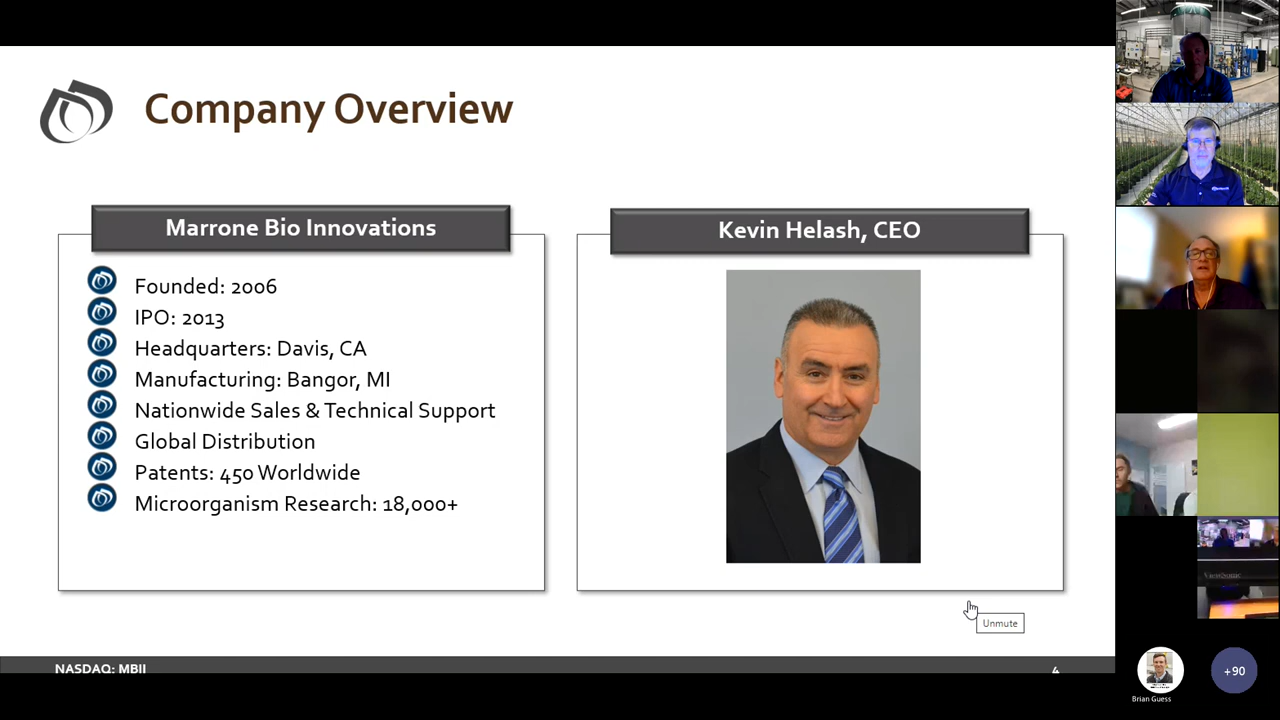 Company Overview
Marrone Bio Innovations
Founded: 2006
IPO: 2013
Headquarters: Davis, CA
Manufacturing: Bangor, MI
Nationwide Sales & Technical Support
Global Distribution
Patents: 450 Worldwide
Microorganism Research: 18,000+
Kevin Helash, CEO
Unmute
NASDAQ: MBII
4
ViewSonic
Brian Guess
+90